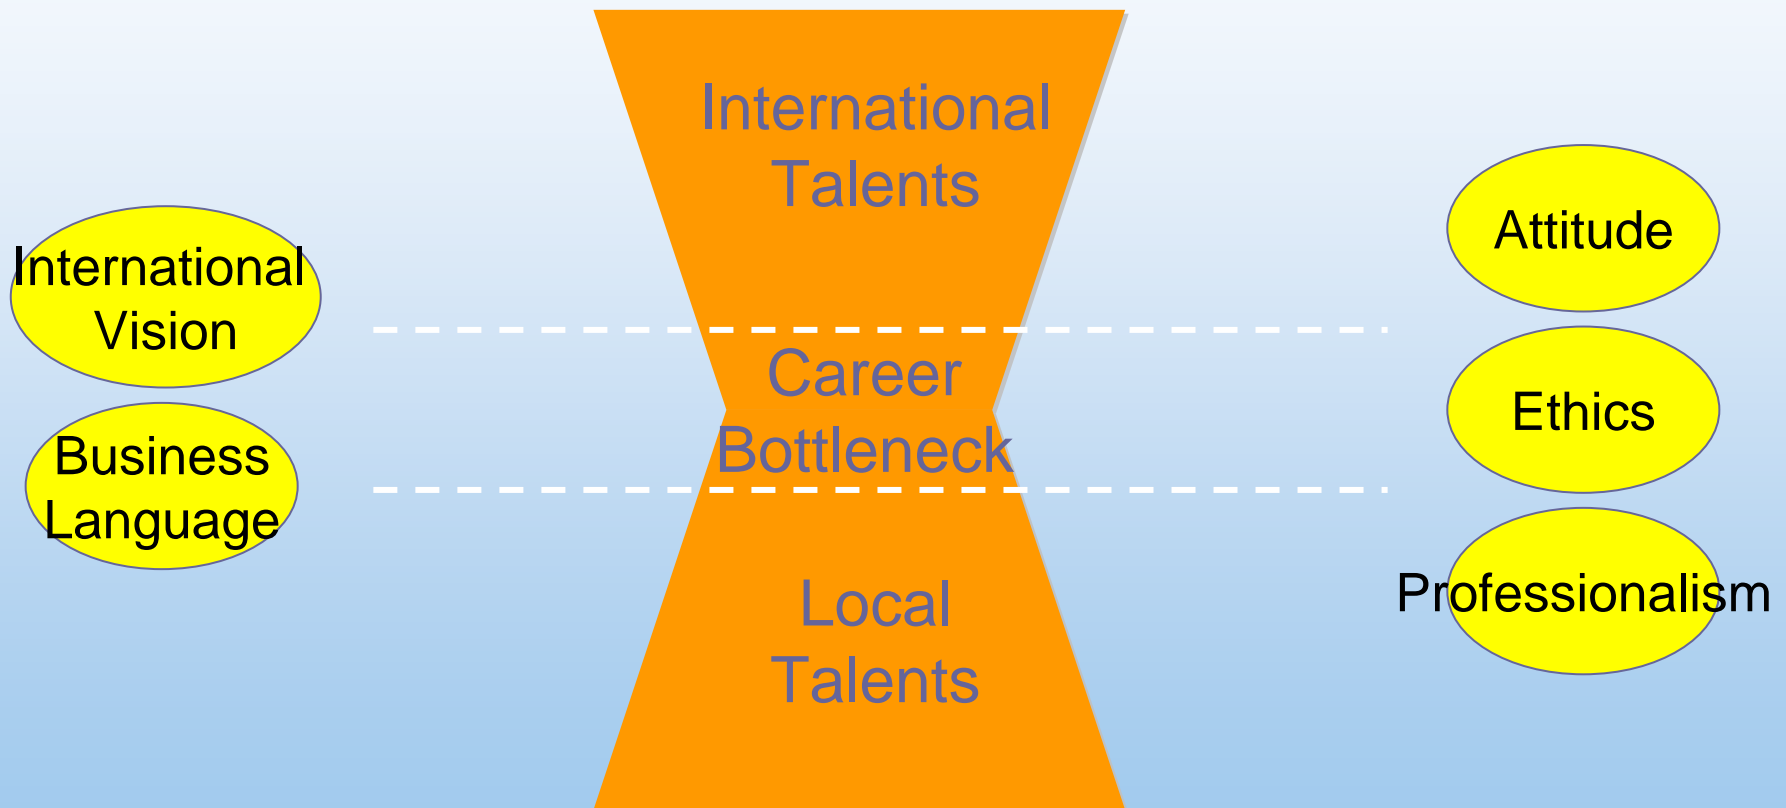 International
Vision
Business
Language
International
Talents
Career
Bottleneck
Local
Talents
Attitude
Ethics
Professionalism